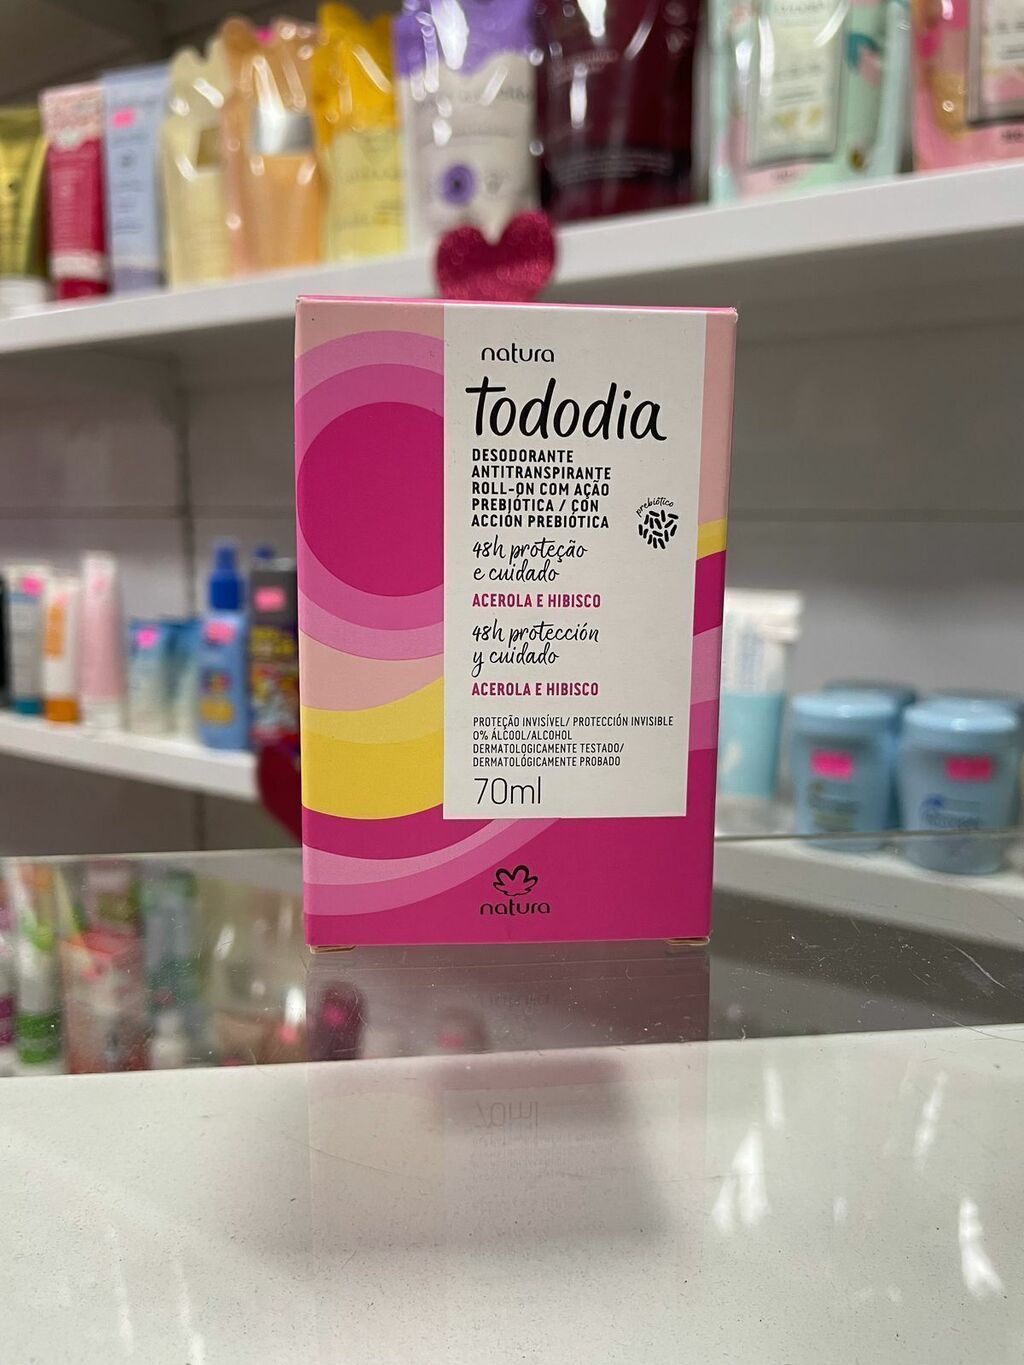 natura
Tododia
DESODORANTE
ANTITRANSPIRANTE
ROLL-ON COM AÇÃO
PREBIÓTICA / CON
ACCIÓN PREBIÓTICA
prebiótico
48h proteção
e cuidado
ACEROLA E HIBISCO
48h protección
y cuidado
ACEROLA E HIBISCO
PROTEÇÃO INVISÍVEL/ PROTECCIÓN INVISIBLE
0% ÁLCOOL/ALCOHOL
DERMATOLOGICAMENTE TESTADO/
DERMATOLÓGICAMENTE PROBADO
70ml
natura